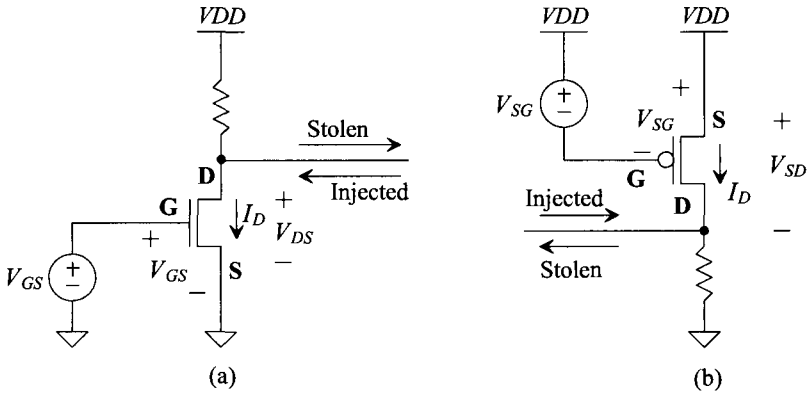 VDD
Stolen
D
Injected
G
I_D
+
V_DS
−
+
V_GS
−
S
V_GS
+
−
(a)
VDD
VDD
V_SG
+
−
V_SG
+
−
S
G
I_D
D
+
V_SD
−
Injected
Stolen
(b)